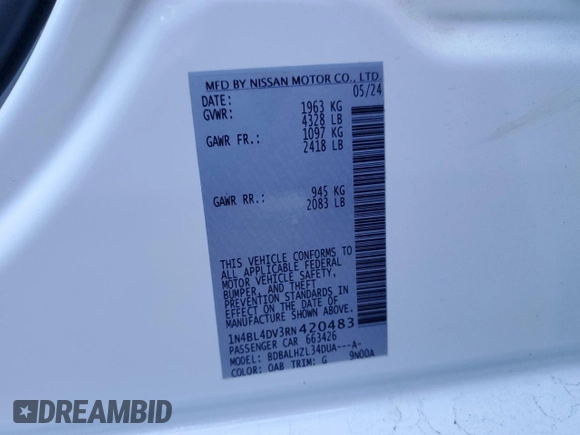 MFD BY NISSAN MOTOR CO., LTD.
DATE: 05/24
GVWR: 1963 KG
4328 LB
GAWR FR.: 1097 KG
2418 LB
GAWR RR.: 945 KG
2083 LB
THIS VEHICLE CONFORMS TO
ALL APPLICABLE FEDERAL
MOTOR VEHICLE SAFETY,
BUMPER, AND THEFT
PREVENTION STANDARDS IN
EFFECT ON THE DATE OF
MANUFACTURE SHOWN ABOVE.
1N4BL4DV3RN420483
PASSENGER CAR 663426
MODEL: BDBALHZL34DUA---A-
COLOR: QAB TRIM: G 9N00A
DREAMBID